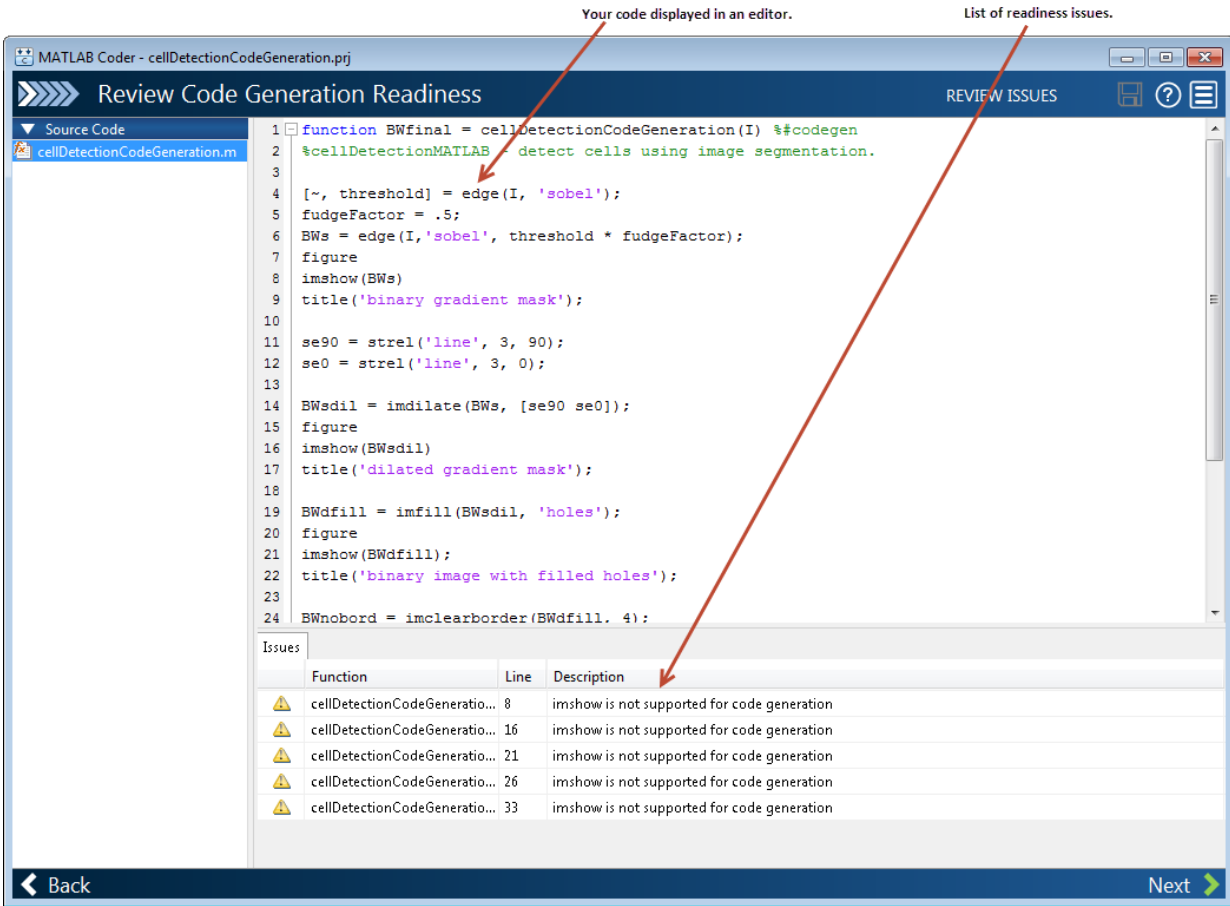 Your code displayed in an editor.
List of readiness issues.
MATLAB Coder - cellDetectionCodeGeneration.prj
Review Code Generation Readiness
REVIEW ISSUES
Source Code
cellDetectionCodeGeneration.m
1 function BWfinal = cellDetectionCodeGeneration(I) %#codegen
2 %cellDetectionMATLAB - detect cells using image segmentation.
3
4 [~, threshold] = edge(I, 'sobel');
5 fudgeFactor = .5;
6 BWs = edge(I,'sobel', threshold * fudgeFactor);
7 figure
8 imshow(BWs)
9 title('binary gradient mask');
10
11 se90 = strel('line', 3, 90);
12 se0 = strel('line', 3, 0);
13
14 BWsdil = imdilate(BWs, [se90 se0]);
15 figure
16 imshow(BWsdil)
17 title('dilated gradient mask');
18
19 BWdfill = imfill(BWsdil, 'holes');
20 figure
21 imshow(BWdfill);
22 title('binary image with filled holes');
23
24 BWnobord = imclearborder(BWdfill, 4);
Issues
Function Line Description
cellDetectionCodeGeneratio... 8 imshow is not supported for code generation
cellDetectionCodeGeneratio... 16 imshow is not supported for code generation
cellDetectionCodeGeneratio... 21 imshow is not supported for code generation
cellDetectionCodeGeneratio... 26 imshow is not supported for code generation
cellDetectionCodeGeneratio... 33 imshow is not supported for code generation
Back
Next